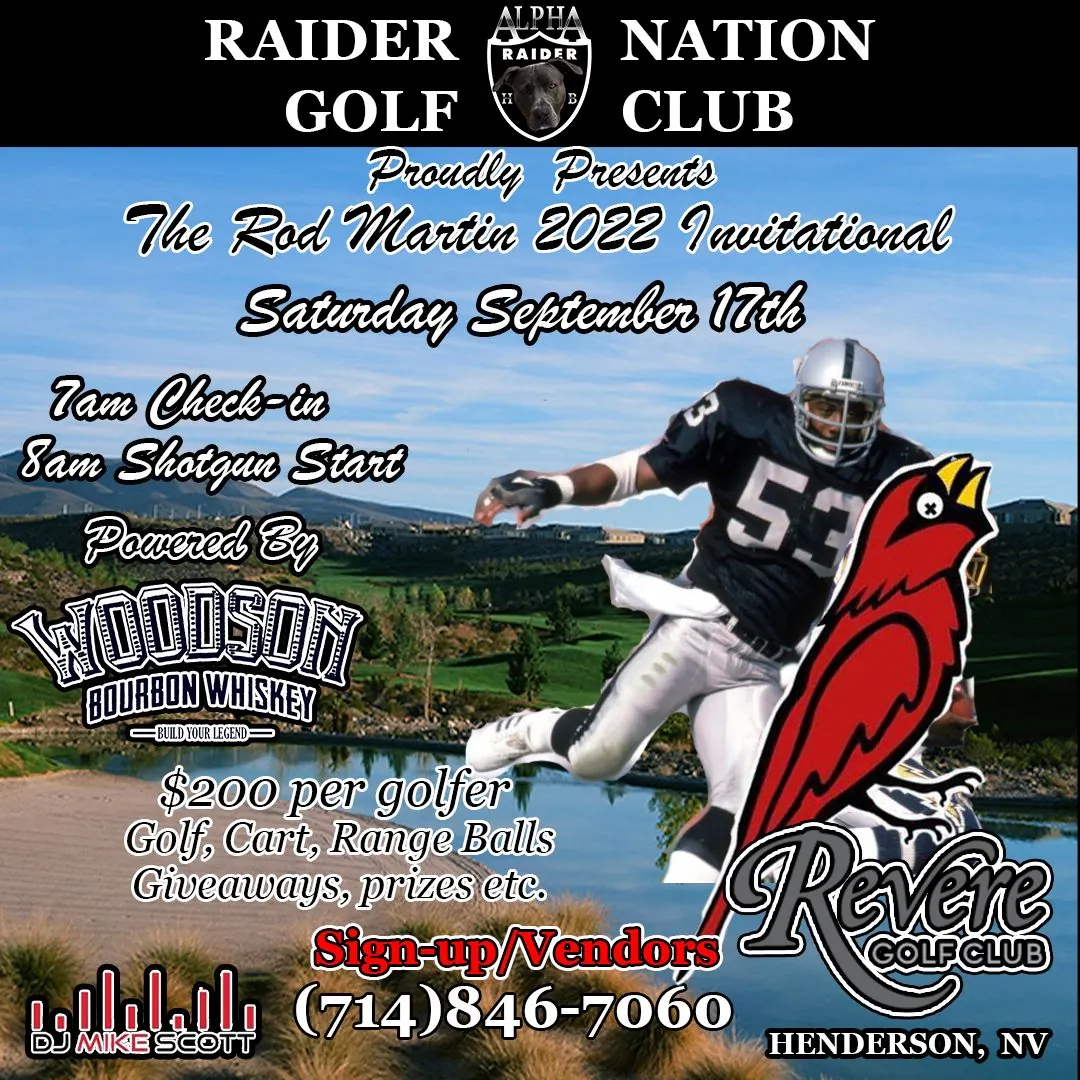 RAIDER NATION
GOLF CLUB
ALPHA
RAIDER
H B
Proudly Presents
The Rod Martin 2022 Invitational
Saturday September 17th
7am Check-in
8am Shotgun Start
Powered By
WOODSON
BOURBON WHISKEY
BUILD YOUR LEGEND
53
53
$200 per golfer
Golf, Cart, Range Balls
Giveaways, prizes etc.
Sign-up/Vendors
(714)846-7060
DJ MIKE SCOTT
Revere
GOLF CLUB
HENDERSON, NV